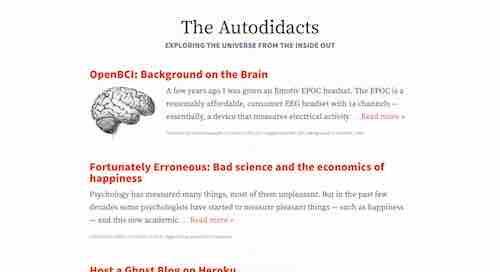 The Autodidacts
EXPLORING THE UNIVERSE FROM THE INSIDE OUT
OpenBCI: Background on the Brain
A few years ago I was given an Emotiv EPOC headset. The EPOC is a
reasonably affordable, consumer EEG headset with 14 channels —
essentially, a device that measures electrical activity … Read more »
Fortunately Erroneous: Bad science and the economics of
happiness
Psychology has measured many things, most of them unpleasant. But in the past few
decades some psychologists have started to measure pleasant things — such as happiness
— and this new academic … Read more »
Host a Ghost Blog on Heroku